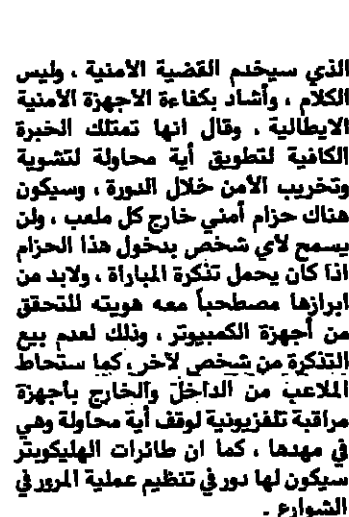 الذي سيخدم القضية الأمنية ، وليس
الكلام ، وأشاد بكفاءة الأجهزة الأمنية
الايطالية ، وقال انها تمتلك الخبرة
الكافية لتطويق أية محاولة لتشوية
وتخريب الأمن خلال الدورة ، وسيكون
هناك حزام أمني خارج كل ملعب ، ولن
يسمح لأي شخص بدخول هذا الحزام
اذا كان يحمل تذكرة المباراة ، ولابد من
ابرازها مصطحباً معه هويته للتحقق
من أجهزة الكمبيوتر ، وذلك لعدم بيع
التذكرة من شخص لآخر . كما ستحاط
الملاعب من الداخل والخارج بأجهزة
مراقبة تلفزيونية لوقف أية محاولة وهي
في مهدها ، كما ان طائرات الهليكوبتر
سيكون لها دور في تنظيم عملية المرور في
الشوارع .